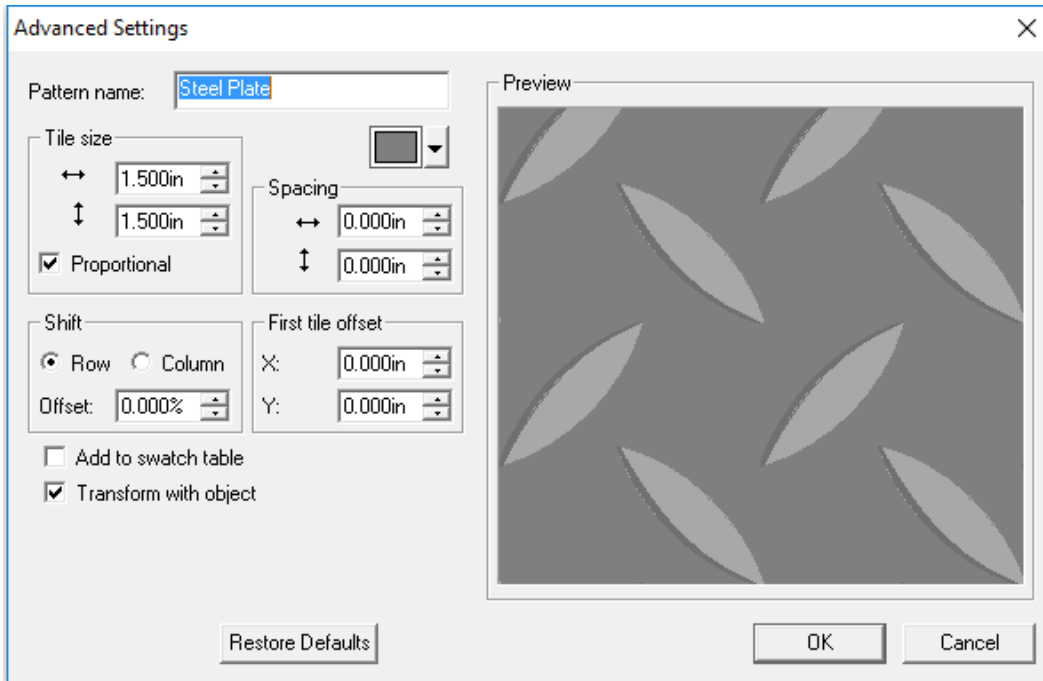 Advanced Settings
Pattern name: Steel Plate
Preview
Tile size
1.500in
1.500in
Proportional
Spacing
0.000in
0.000in
Shift
Row Column
Offset: 0.000%
First tile offset
X: 0.000in
Y: 0.000in
Add to swatch table
Transform with object
Restore Defaults
OK
Cancel